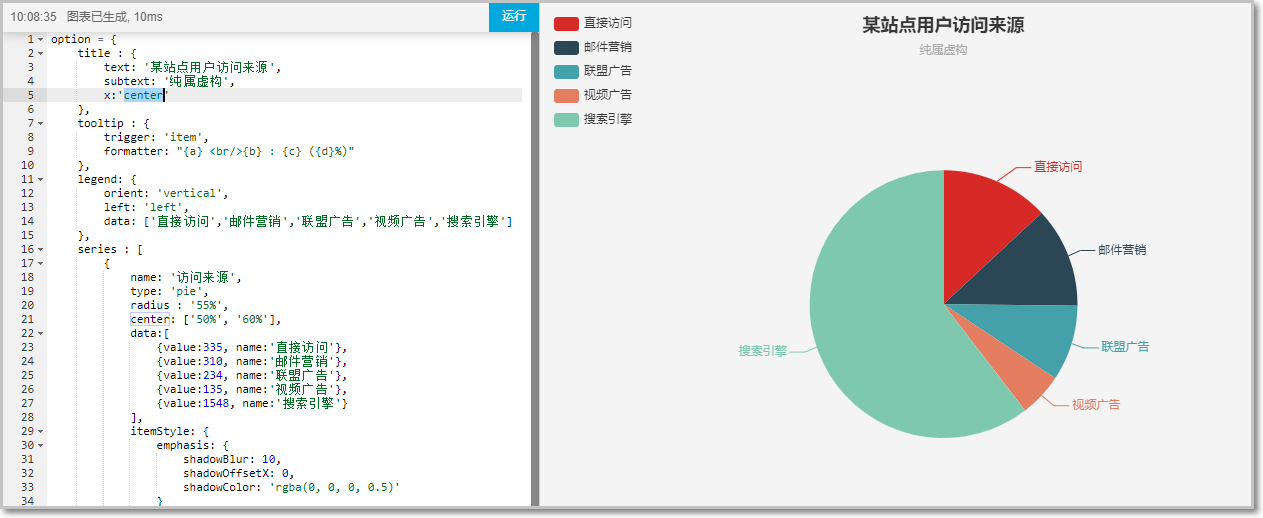 10:08:35 图表已生成, 10ms
运行
1 option = {
2 title : {
3 text: '某站点用户访问来源',
4 subtext: '纯属虚构',
5 x:'center'
6 },
7 tooltip : {
8 trigger: 'item',
9 formatter: "{a} <br/>{b} : {c} ({d}%)"
10 },
11 legend: {
12 orient: 'vertical',
13 left: 'left',
14 data: ['直接访问','邮件营销','联盟广告','视频广告','搜索引擎']
15 },
16 series : [
17 {
18 name: '访问来源',
19 type: 'pie',
20 radius : '55%',
21 center: ['50%', '60%'],
22 data:[
23 {value:335, name:'直接访问'},
24 {value:310, name:'邮件营销'},
25 {value:234, name:'联盟广告'},
26 {value:135, name:'视频广告'},
27 {value:1548, name:'搜索引擎'}
28 ],
29 itemStyle: {
30 emphasis: {
31 shadowBlur: 10,
32 shadowOffsetX: 0,
33 shadowColor: 'rgba(0, 0, 0, 0.5)'
34 }
直接访问
邮件营销
联盟广告
视频广告
搜索引擎
某站点用户访问来源
纯属虚构
直接访问
邮件营销
联盟广告
视频广告
搜索引擎